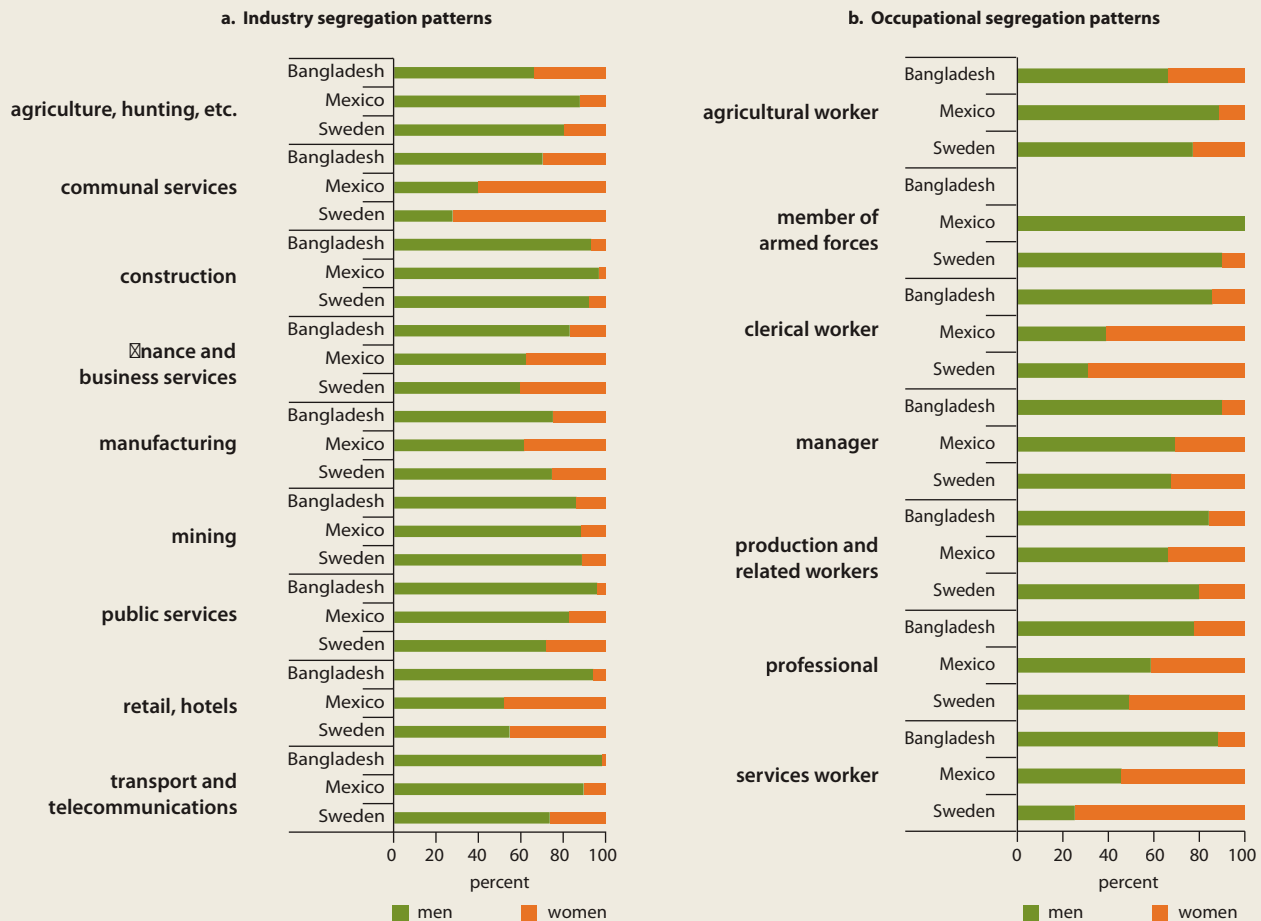 a. Industry segregation patterns
agriculture, hunting, etc.
Bangladesh
Mexico
Sweden
communal services
Bangladesh
Mexico
Sweden
construction
Bangladesh
Mexico
Sweden
nance and
business services
Bangladesh
Mexico
Sweden
manufacturing
Bangladesh
Mexico
Sweden
mining
Bangladesh
Mexico
Sweden
public services
Bangladesh
Mexico
Sweden
retail, hotels
Bangladesh
Mexico
Sweden
transport and
telecommunications
Bangladesh
Mexico
Sweden
0 20 40 60 80 100
percent
men women
b. Occupational segregation patterns
agricultural worker
Bangladesh
Mexico
Sweden
member of
armed forces
Bangladesh
Mexico
Sweden
clerical worker
Bangladesh
Mexico
Sweden
manager
Bangladesh
Mexico
Sweden
production and
related workers
Bangladesh
Mexico
Sweden
professional
Bangladesh
Mexico
Sweden
services worker
Bangladesh
Mexico
Sweden
0 20 40 60 80 100
percent
men women